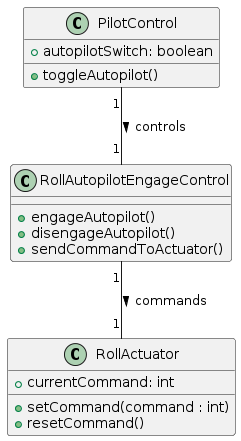 C PilotControl
autopilotSwitch: boolean
toggleAutopilot()
1
controls
1
C RollAutopilotEngageControl
engageAutopilot()
disengageAutopilot()
sendCommandToActuator()
1
commands
1
C RollActuator
currentCommand: int
setCommand(command : int)
resetCommand()